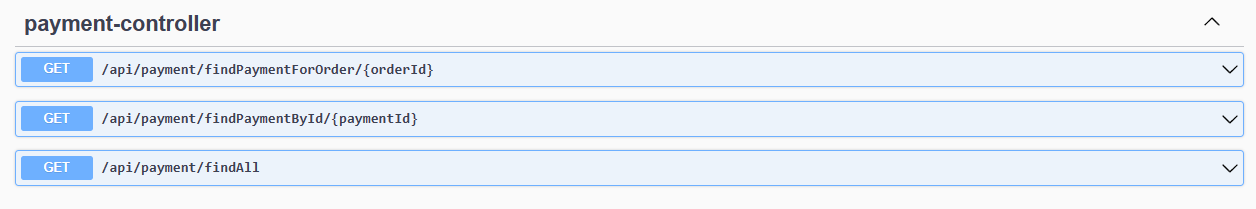 payment-controller
GET /api/payment/findPaymentForOrder/{orderId}
GET /api/payment/findPaymentById/{paymentId}
GET /api/payment/findAll